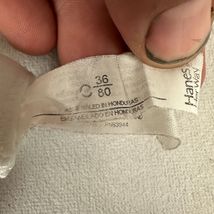 36
80
ASSEMBLED IN HONDURAS
ENSAMBLADO EN HONDURAS
Hanes